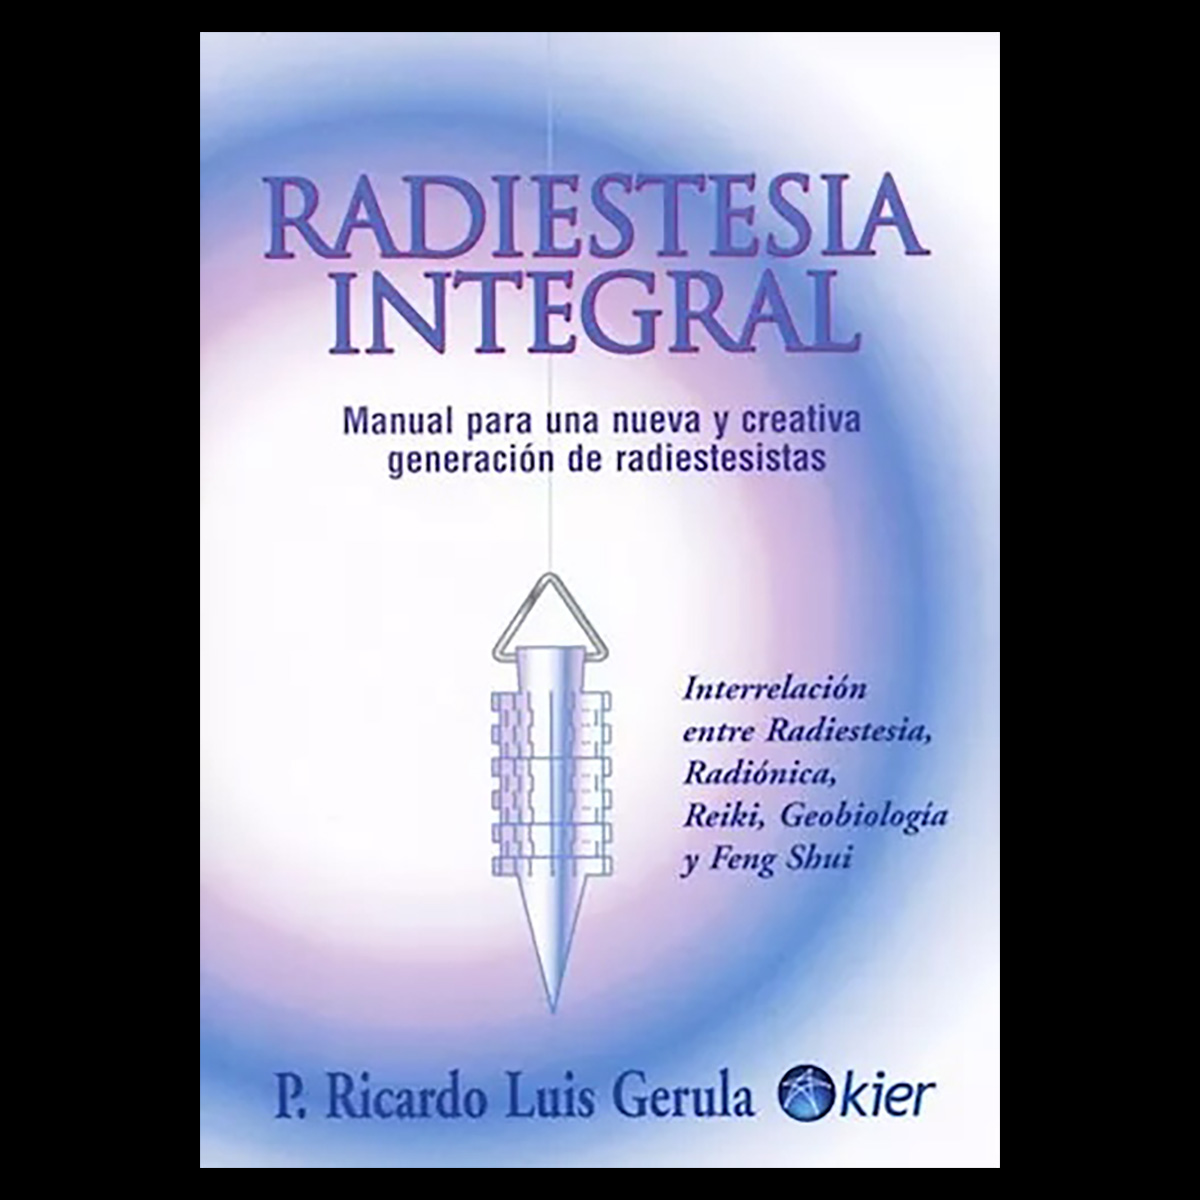 RADIESTESIA
INTEGRAL
Manual para una nueva y creativa
generación de radiestesistas
Interrelación
entre Radiestesia,
Radiónica,
Reiki, Geobiología
y Feng Shui
P. Ricardo Luis Gerula kier